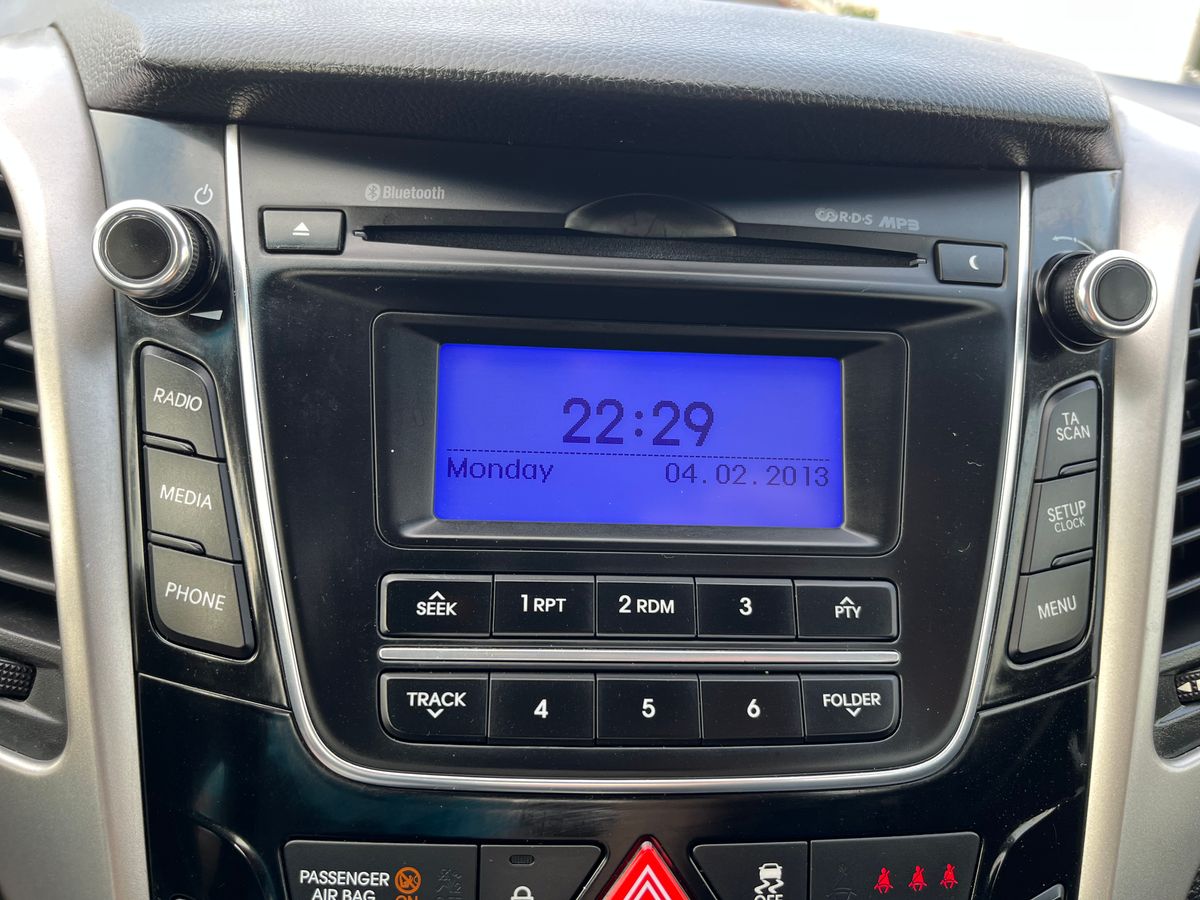 Bluetooth
R·D·S MP3
22:29
Monday 04.02.2013
RADIO
MEDIA
PHONE
TA
SCAN
SETUP
CLOCK
MENU
SEEK 1 RPT 2 RDM 3 PTY
TRACK 4 5 6 FOLDER
PASSENGER
AIR BAG ON
OFF